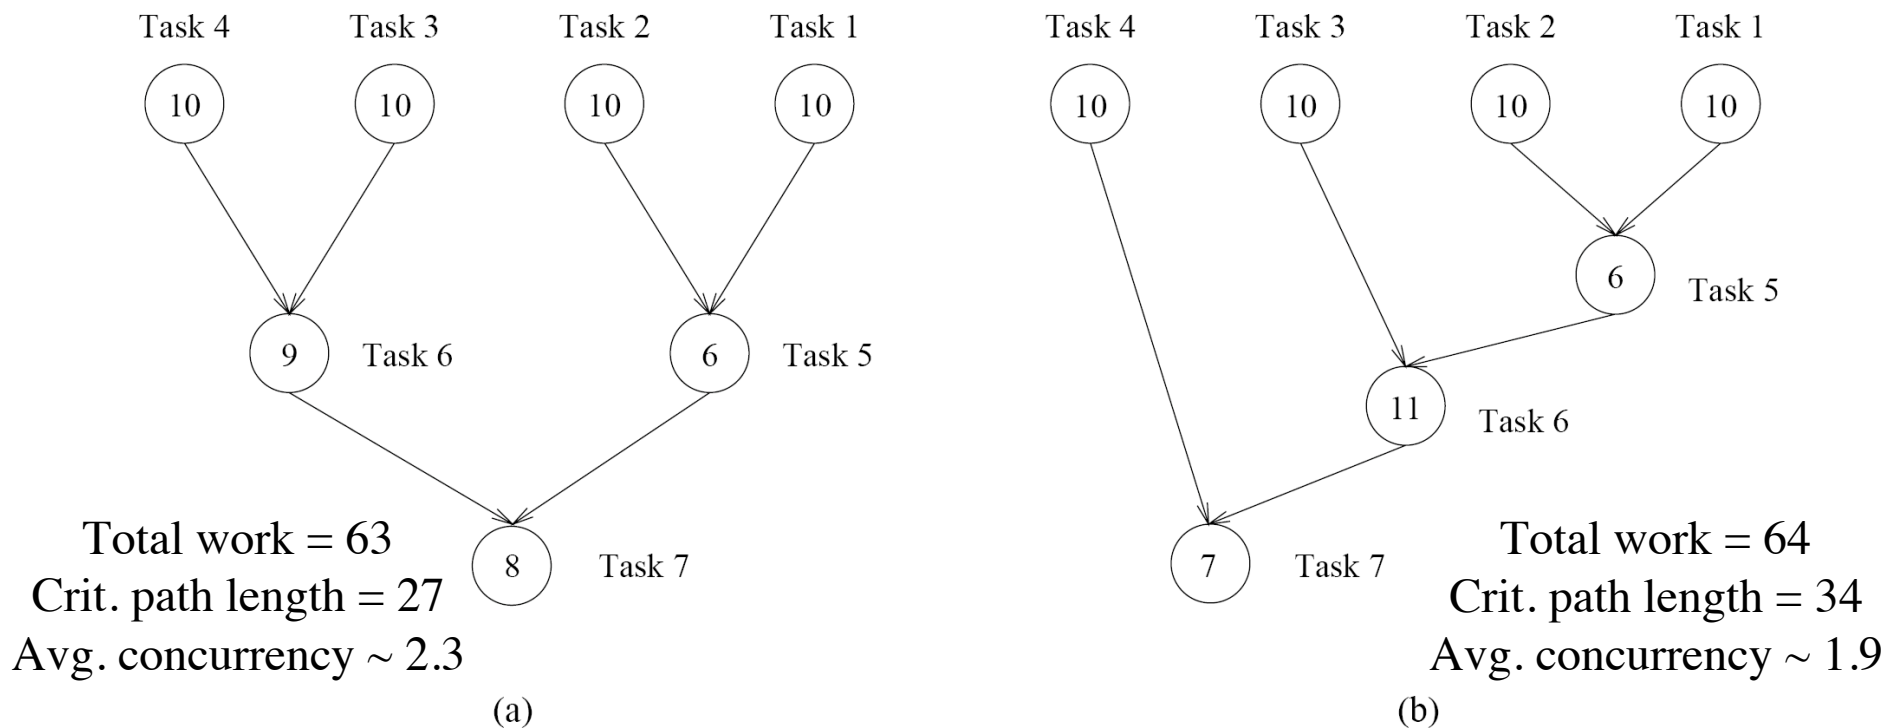 Task 4 Task 3 Task 2 Task 1
10 10 10 10
9 Task 6 6 Task 5
8 Task 7
Total work = 63
Crit. path length = 27
Avg. concurrency ~ 2.3
(a)
Task 4 Task 3 Task 2 Task 1
10 10 10 10
6 Task 5
11 Task 6
7 Task 7
Total work = 64
Crit. path length = 34
Avg. concurrency ~ 1.9
(b)